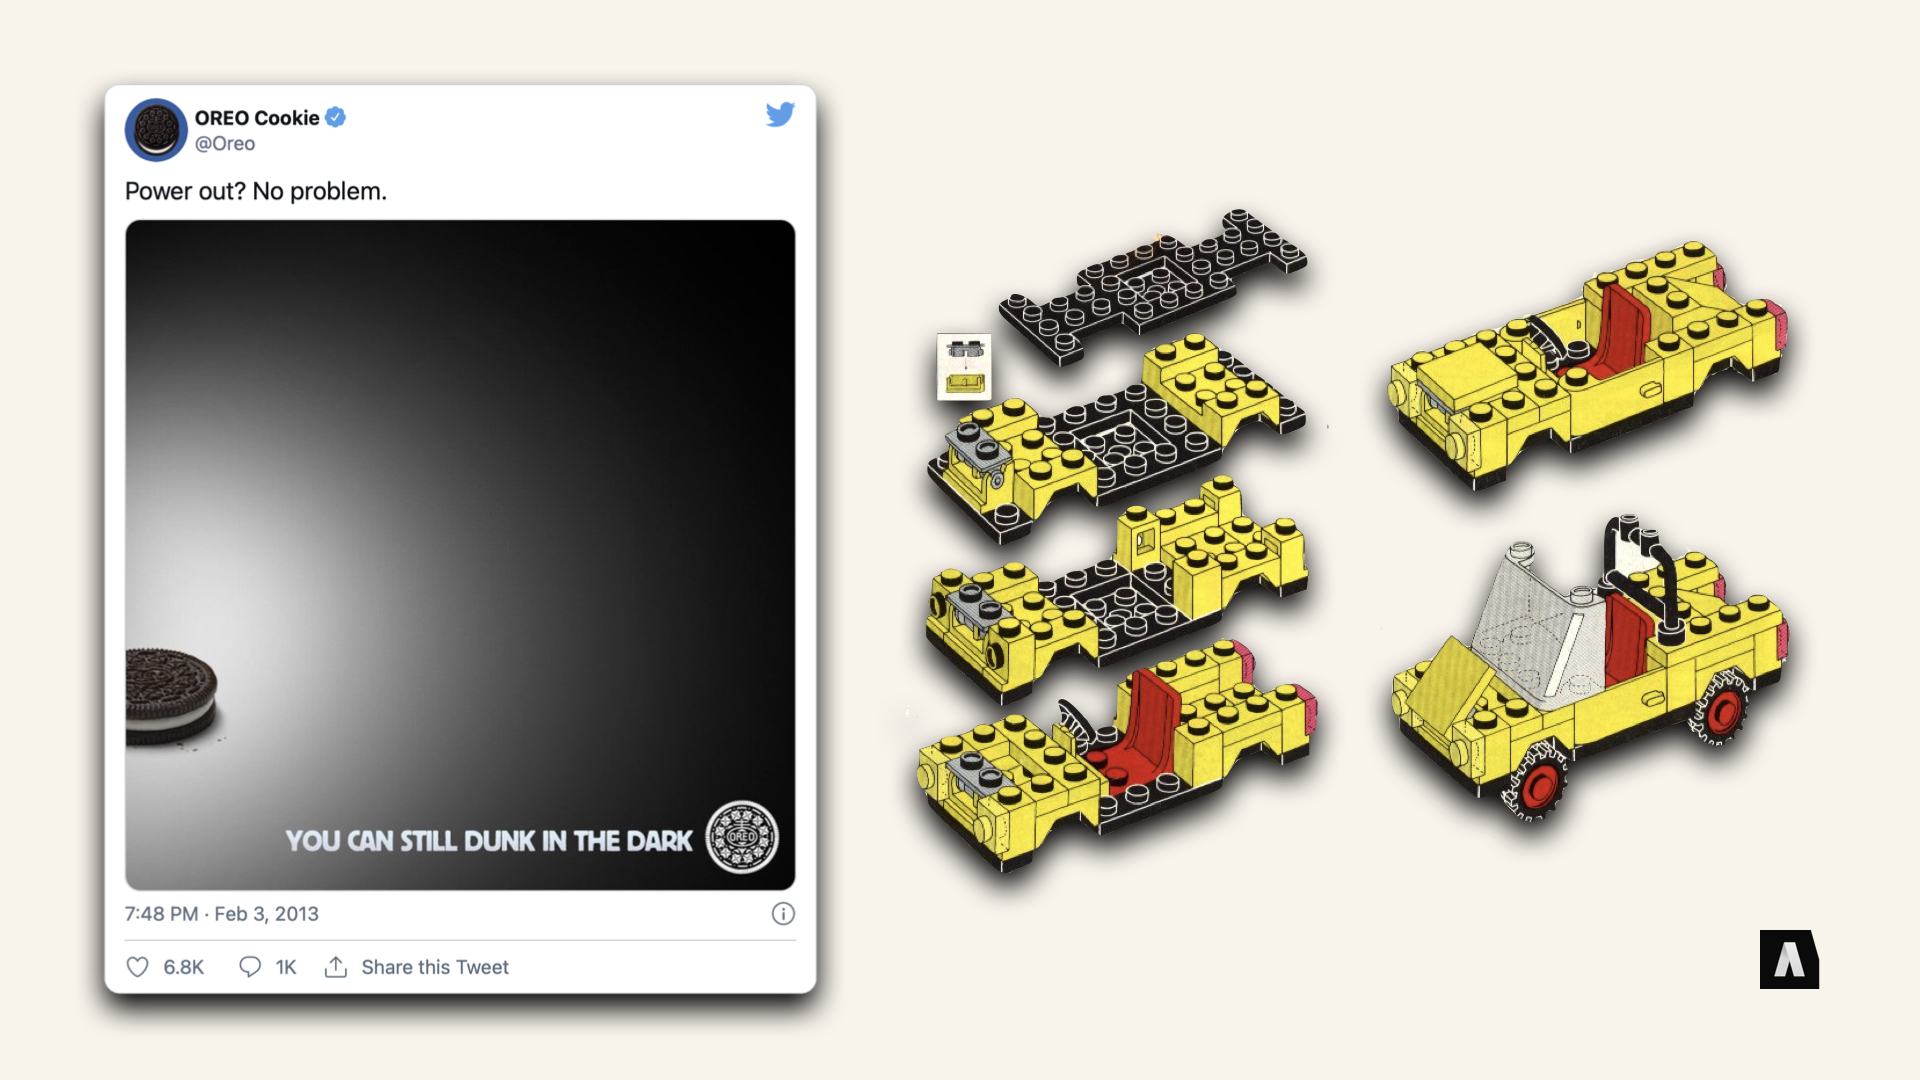 OREO Cookie
@Oreo
Power out? No problem.
YOU CAN STILL DUNK IN THE DARK
OREO
7:48 PM · Feb 3, 2013
6.8K 1K Share this Tweet